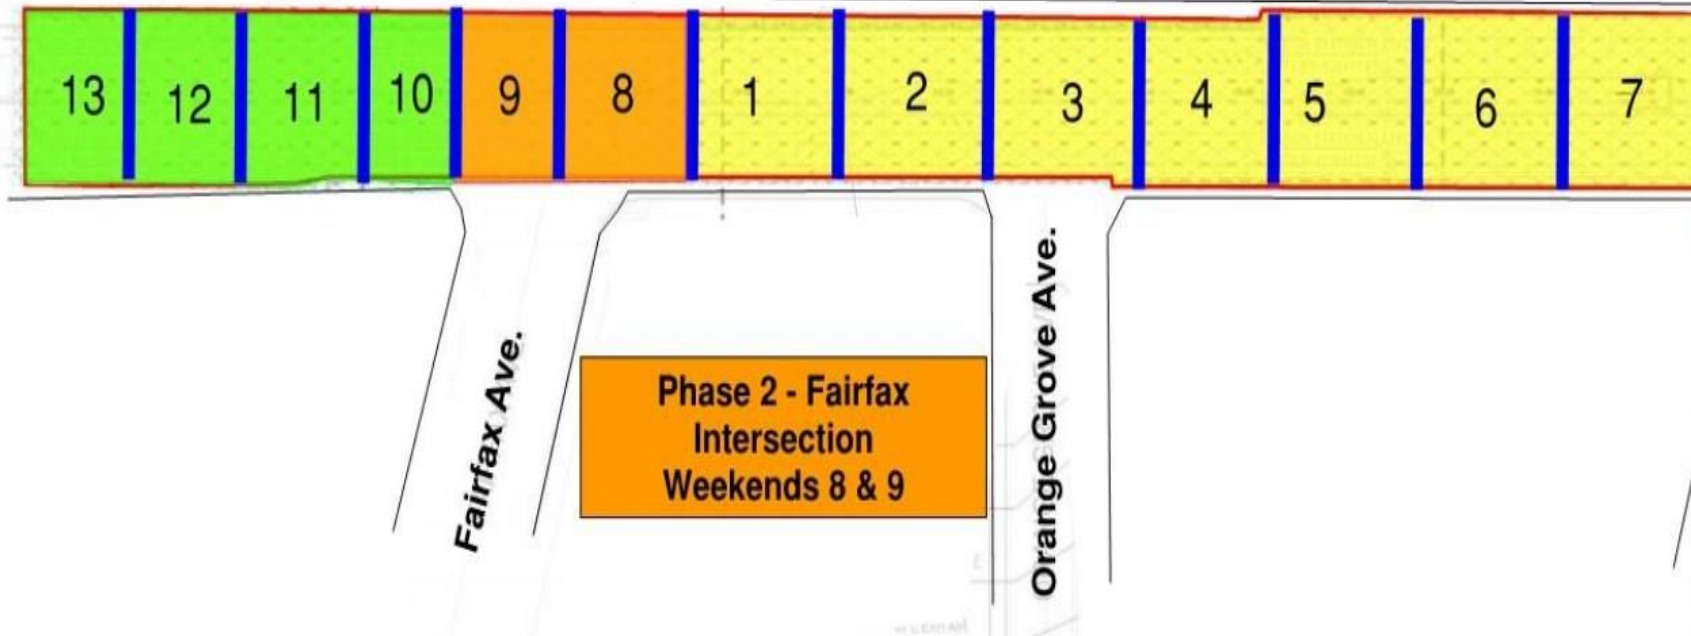 13 12 11 10 9 8 1 2 3 4 5 6 7
Fairfax Ave.
Phase 2 - Fairfax
Intersection
Weekends 8 & 9
Orange Grove Ave.